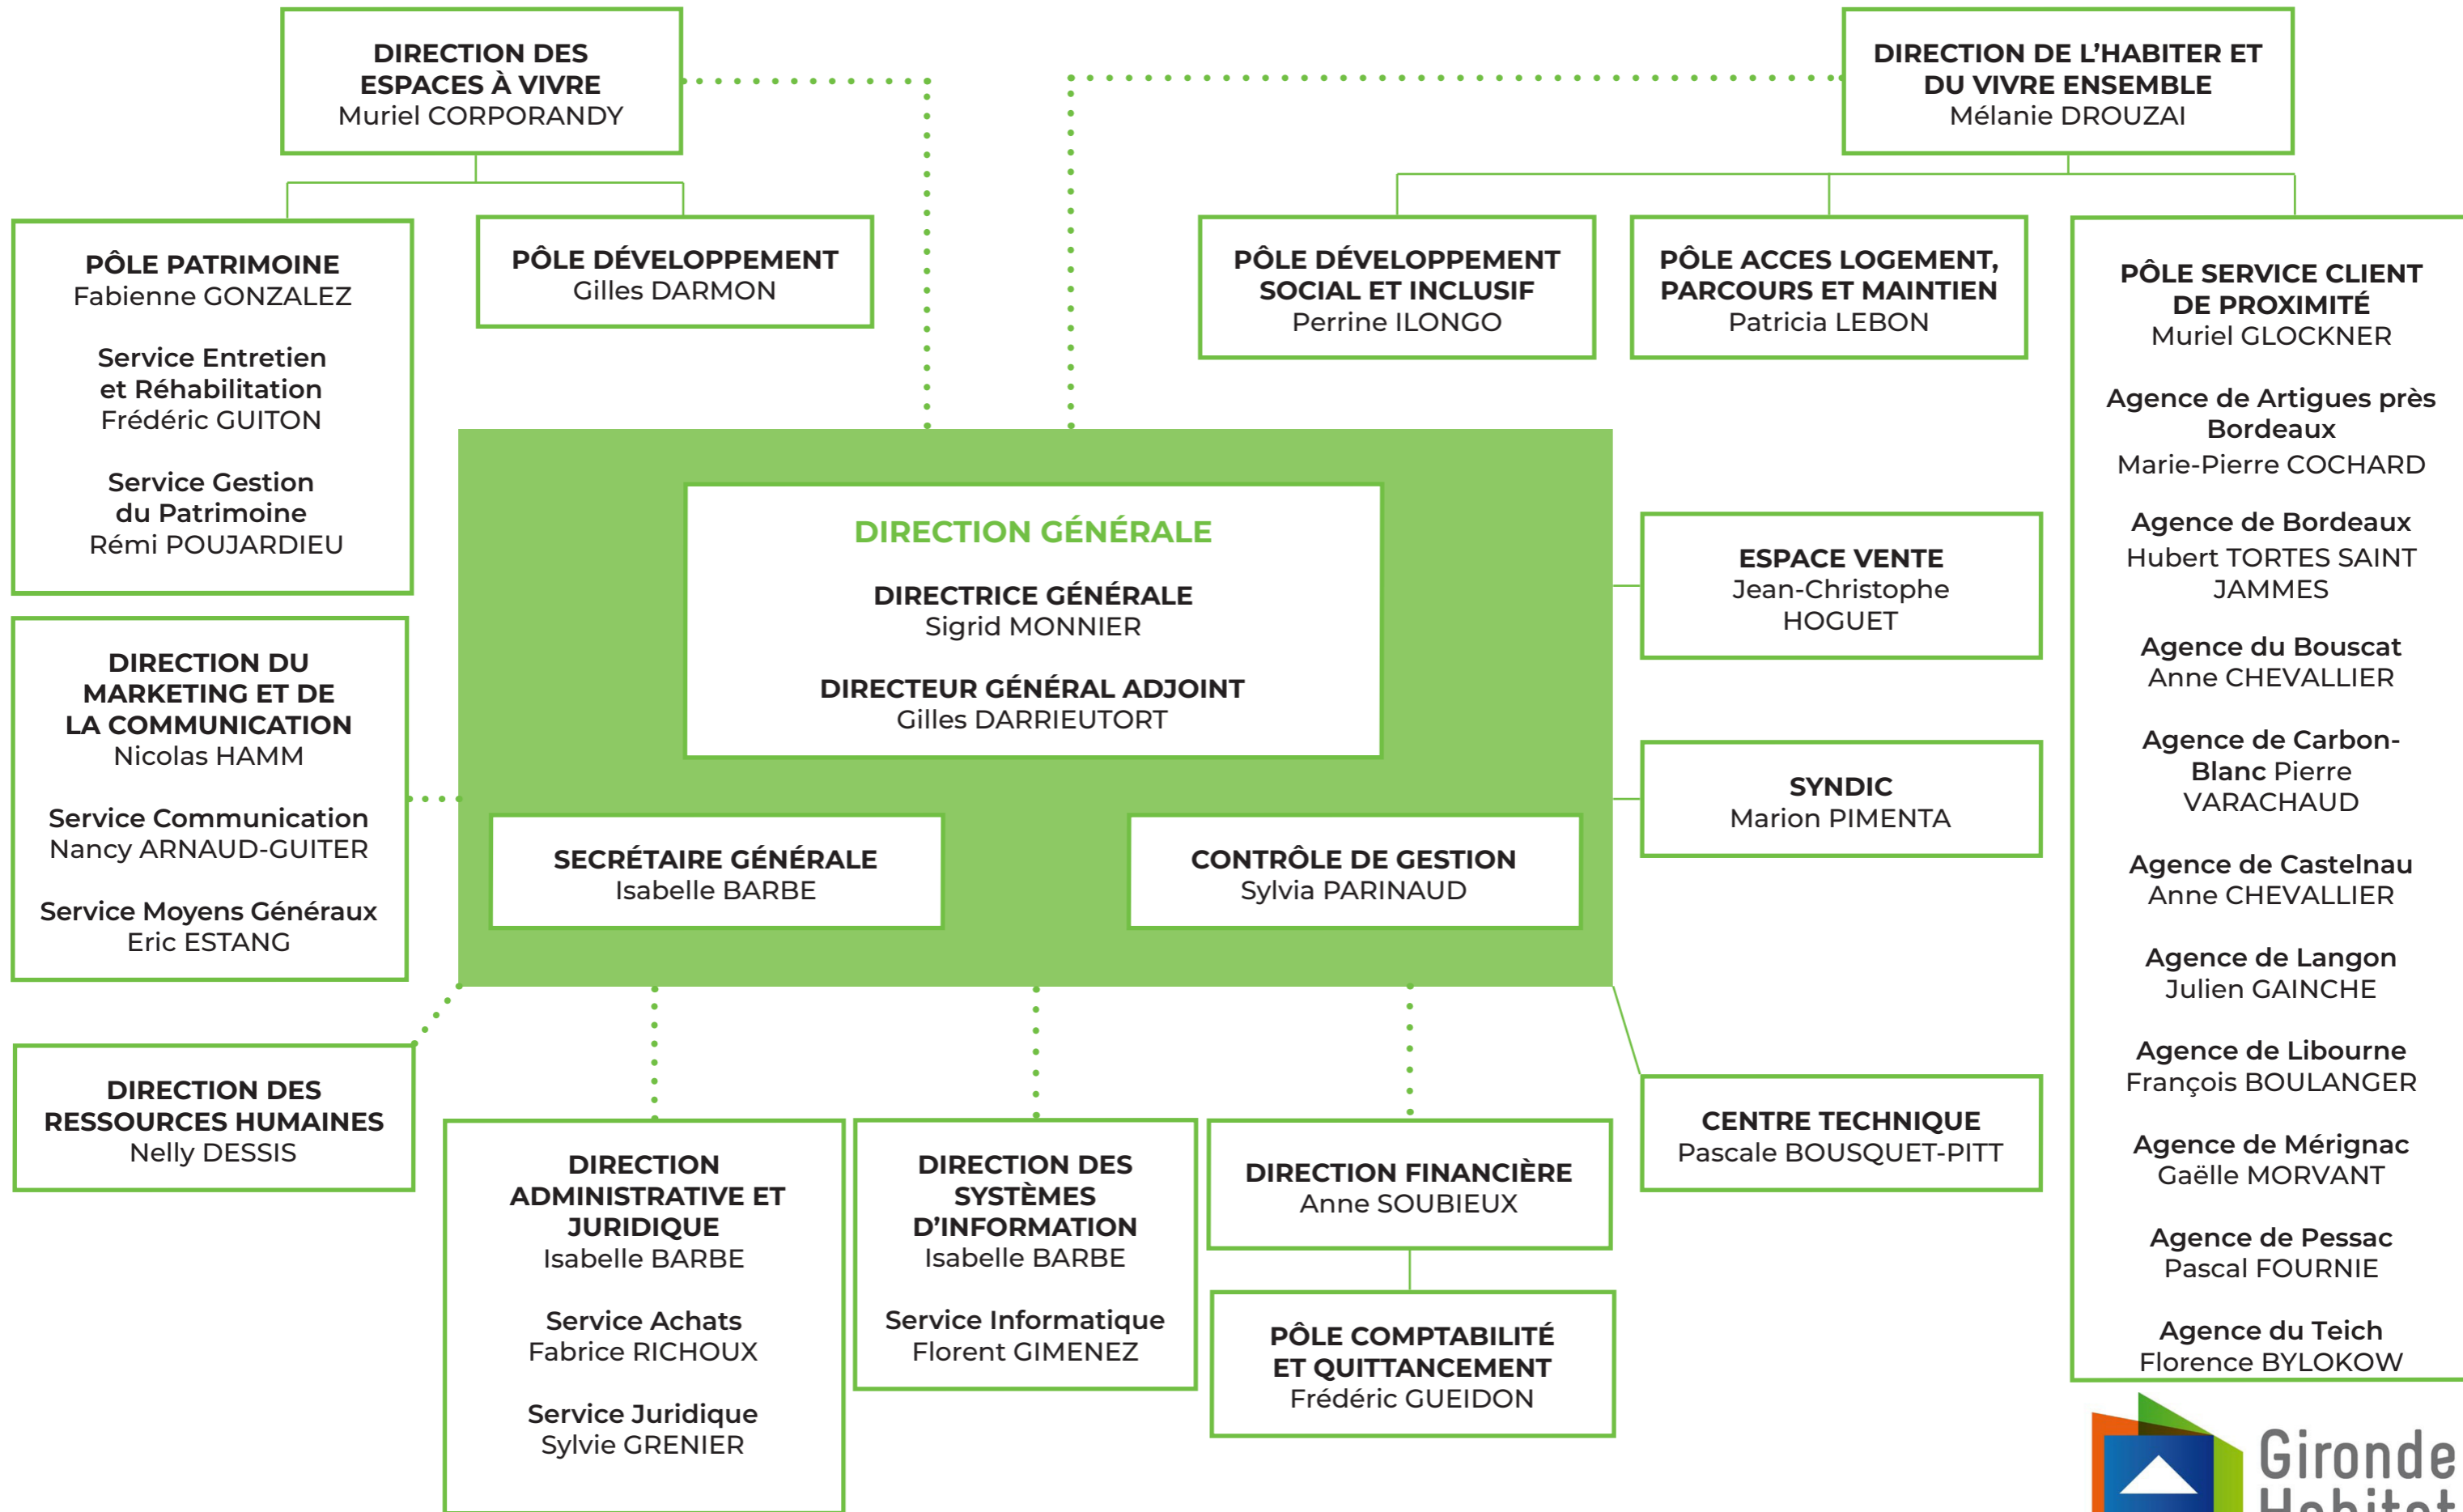 DIRECTION DES
ESPACES À VIVRE
Muriel CORPORANDY
DIRECTION DE L’HABITER ET
DU VIVRE ENSEMBLE
Mélanie DROUZAI
PÔLE PATRIMOINE
Fabienne GONZALEZ
Service Entretien
et Réhabilitation
Frédéric GUITON
Service Gestion
du Patrimoine
Rémi POUJARDIEU
PÔLE DÉVELOPPEMENT
Gilles DARMON
PÔLE DÉVELOPPEMENT
SOCIAL ET INCLUSIF
Perrine ILONGO
PÔLE ACCES LOGEMENT,
PARCOURS ET MAINTIEN
Patricia LEBON
PÔLE SERVICE CLIENT
DE PROXIMITÉ
Muriel GLOCKNER
Agence de Artigues près
Bordeaux
Marie-Pierre COCHARD
Agence de Bordeaux
Hubert TORTES SAINT
JAMMES
Agence du Bouscat
Anne CHEVALLIER
Agence de Carbon-
Blanc Pierre
VARACHAUD
Agence de Castelnau
Anne CHEVALLIER
Agence de Langon
Julien GAINCHE
Agence de Libourne
François BOULANGER
Agence de Mérignac
Gaëlle MORVANT
Agence de Pessac
Pascal FOURNIE
Agence du Teich
Florence BYLOKOW
DIRECTION GÉNÉRALE
DIRECTRICE GÉNÉRALE
Sigrid MONNIER
DIRECTEUR GÉNÉRAL ADJOINT
Gilles DARRIEUTORT
SECRÉTAIRE GÉNÉRALE
Isabelle BARBE
CONTRÔLE DE GESTION
Sylvia PARINAUD
ESPACE VENTE
Jean-Christophe
HOGUET
SYNDIC
Marion PIMENTA
DIRECTION DU
MARKETING ET DE
LA COMMUNICATION
Nicolas HAMM
Service Communication
Nancy ARNAUD-GUITER
Service Moyens Généraux
Eric ESTANG
DIRECTION DES
RESSOURCES HUMAINES
Nelly DESSIS
DIRECTION
ADMINISTRATIVE ET
JURIDIQUE
Isabelle BARBE
Service Achats
Fabrice RICHOUX
Service Juridique
Sylvie GRENIER
DIRECTION DES
SYSTÈMES
D’INFORMATION
Isabelle BARBE
Service Informatique
Florent GIMENEZ
DIRECTION FINANCIÈRE
Anne SOUBIEUX
PÔLE COMPTABILITÉ
ET QUITTANCEMENT
Frédéric GUEIDON
CENTRE TECHNIQUE
Pascale BOUSQUET-PITT
Gironde
Habitat